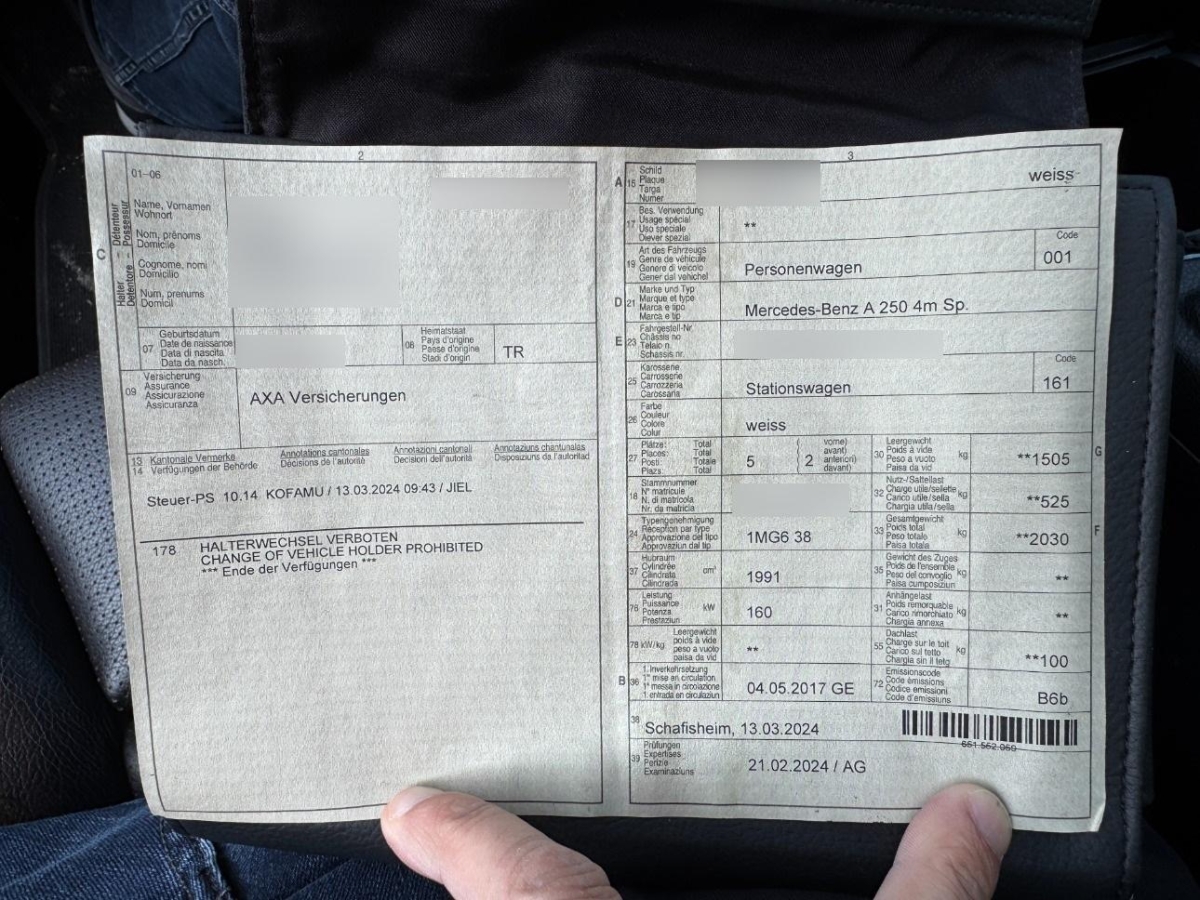 2
01–06
C
Halter Détenteur
Detentore Possessur
Name, Vornamen
Wohnort
Nom, prénoms
Domicile
Cognome, nomi
Domicilio
Num, prenums
Domicil
07
Geburtsdatum
Date de naissance
Data di nascita
Data da nasch.
08
Heimatstaat
Pays d'origine
Paese d'origine
Stadi d'origin
TR
09
Versicherung
Assurance
Assicurazione
Assicuranza
AXA Versicherungen
13 Kantonale Vermerke Annotations cantonales Annotazioni cantonali Annotaziuns chantunalas
14 Verfügungen der Behörde Décisions de l'autorité Decisioni dell'autorità Disposiziuns da l'autoritad
Steuer-PS 10.14 KOFAMU / 13.03.2024 09:43 / JIEL
178 HALTERWECHSEL VERBOTEN
CHANGE OF VEHICLE HOLDER PROHIBITED
*** Ende der Verfügungen ***
3
A 15
Schild
Plaque
Targa
Numer
weiss
17
Bes. Verwendung
Usage spécial
Uso speciale
Diever spezial
**
19
Art des Fahrzeugs
Genre de véhicule
Genere di veicolo
Gener dal vehichel
Personenwagen
Code
001
D 21
Marke und Typ
Marque et type
Marca e tipo
Marca e tip
Mercedes-Benz A 250 4m Sp.
E 23
Fahrgestell-Nr.
Châssis no
Telaio n.
Schassis nr.
25
Karosserie
Carrosserie
Carrozzeria
Carossaria
Stationswagen
Code
161
26
Farbe
Couleur
Colore
Colur
weiss
27
Plätze: Total
Places: Total
Posti: Totale
Plazs: Total
5
2
vorne)
avant)
anteriori)
davant)
30
Leergewicht
Poids à vide
Peso a vuoto
Paisa da vid
kg
**1505
G
18
Stammnummer
N° matricule
N. di matricola
Nr. da matricla
32
Nutz-/Sattellast
Charge utile/sellette
Carico utile/sella
Chargia utila/sella
kg
**525
24
Typengenehmigung
Réception par type
Approvazione del tipo
Approvaziun dal tip
1MG6 38
33
Gesamtgewicht
Poids total
Peso totale
Paisa totala
kg
**2030
F
37
Hubraum
Cylindrée
Cilindrata
Cilindrada
cm³
1991
35
Gewicht des Zuges
Poids de l'ensemble
Peso del convoglio
Paisa cumposiziun
kg
**
76
Leistung
Puissance
Potenza
Prestaziun
kW
160
31
Anhängelast
Poids remorquable
Carico rimorchiato
Chargia annexa
kg
**
78 kW/kg
Leergewicht
poids à vide
peso a vuoto
paisa da vid
**
55
Dachlast
Charge sur le toit
Carico sul tetto
Chargia sin il tetg
kg
**100
B 36
1. Inverkehrsetzung
1re mise en circulation
1a messa in circolazione
1. entrada en circulaziun
04.05.2017 GE
72
Emissionscode
Code émissions
Codice emissioni
Code d'emissiuns
B6b
38
Schafisheim, 13.03.2024
651 562 060
39
Prüfungen
Expertises
Perizie
Examinaziuns
21.02.2024 / AG